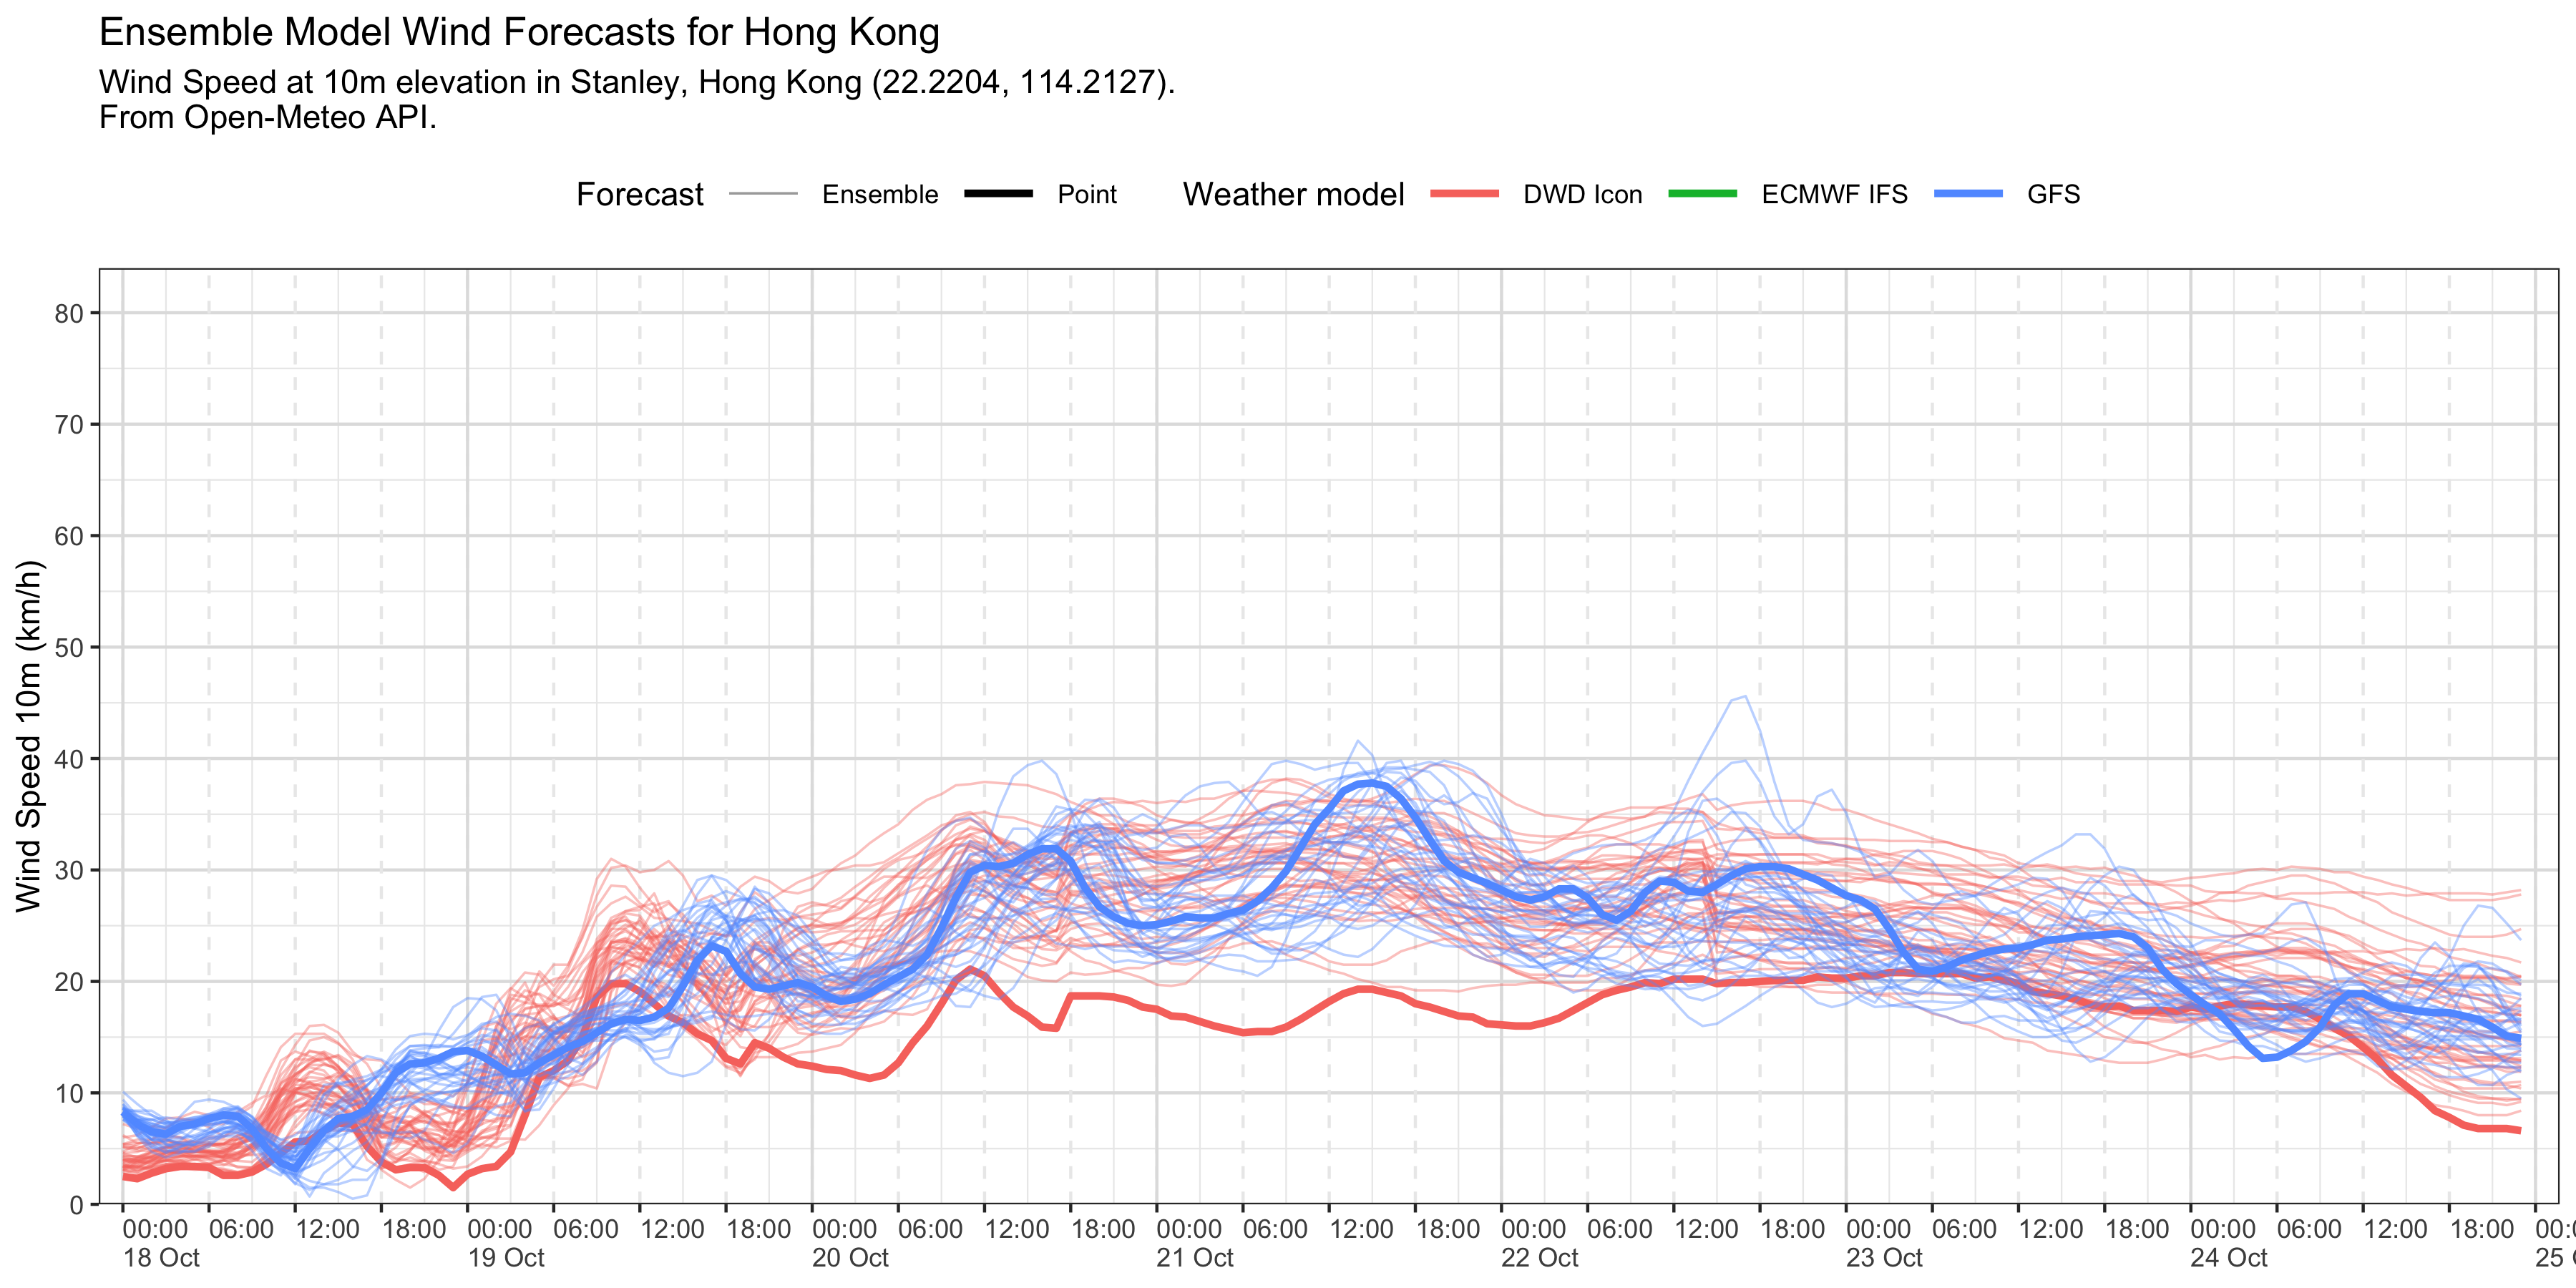 Ensemble Model Wind Forecasts for Hong Kong
Wind Speed at 10m elevation in Stanley, Hong Kong (22.2204, 114.2127).
From Open-Meteo API.
Forecast Ensemble Point Weather model DWD Icon ECMWF IFS GFS
Wind Speed 10m (km/h)
80
70
60
50
40
30
20
10
0
00:00 06:00 12:00 18:00 00:00 06:00 12:00 18:00 00:00 06:00 12:00 18:00 00:00 06:00 12:00 18:00 00:00 06:00 12:00 18:00 00:00 06:00 12:00 18:00 00:00 06:00 12:00 18:00
18 Oct 19 Oct 20 Oct 21 Oct 22 Oct 23 Oct 24 Oct 25